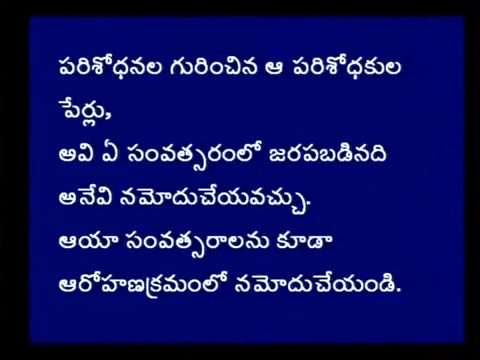 పరిశోధనల గురించిన ఆ పరిశోధకుల
పేర్లు,
అవి ఏ సంవత్సరంలో జరపబడినది
అనేవి నమోదుచేయవచ్చు.
ఆయా సంవత్సరాలను కూడా
ఆరోహణక్రమంలో నమోదుచేయండి.